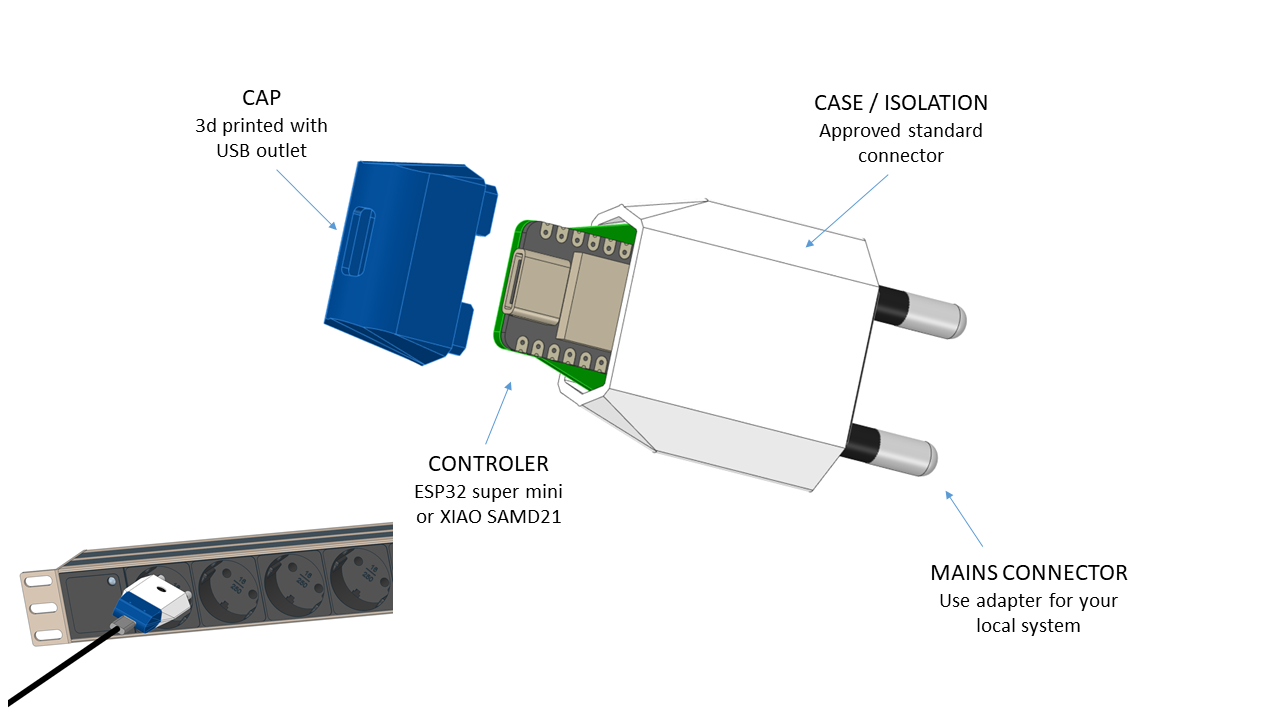 CAP
3d printed with
USB outlet
CASE / ISOLATION
Approved standard
connector
CONTROLER
ESP32 super mini
or XIAO SAMD21
MAINS CONNECTOR
Use adapter for your
local system